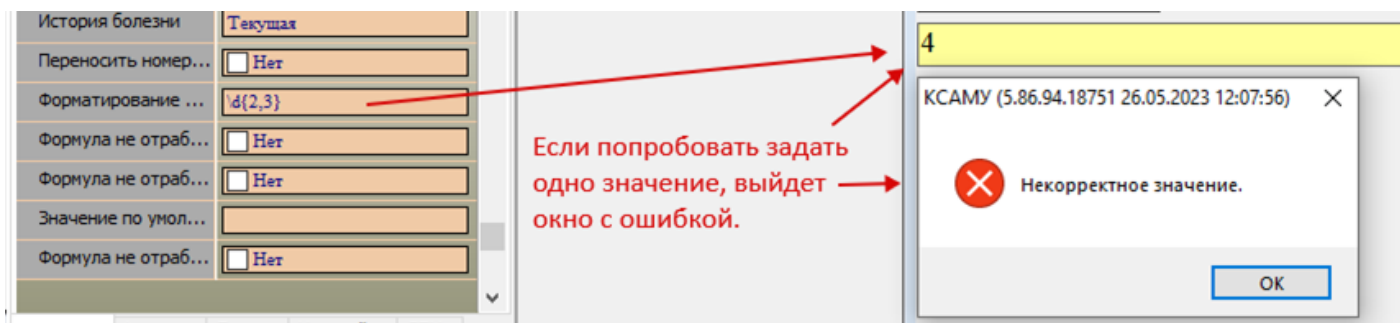 История болезни
Текущая
Переносить номер...
Нет
Форматирование ...
\d{2,3}
Формула не отраб...
Нет
Формула не отраб...
Нет
Значение по умол...
Формула не отраб...
Нет
Если попробовать задать
одно значение, выйдет
окно с ошибкой.
4
КСАМУ (5.86.94.18751 26.05.2023 12:07:56)
Некорректное значение.
ОК